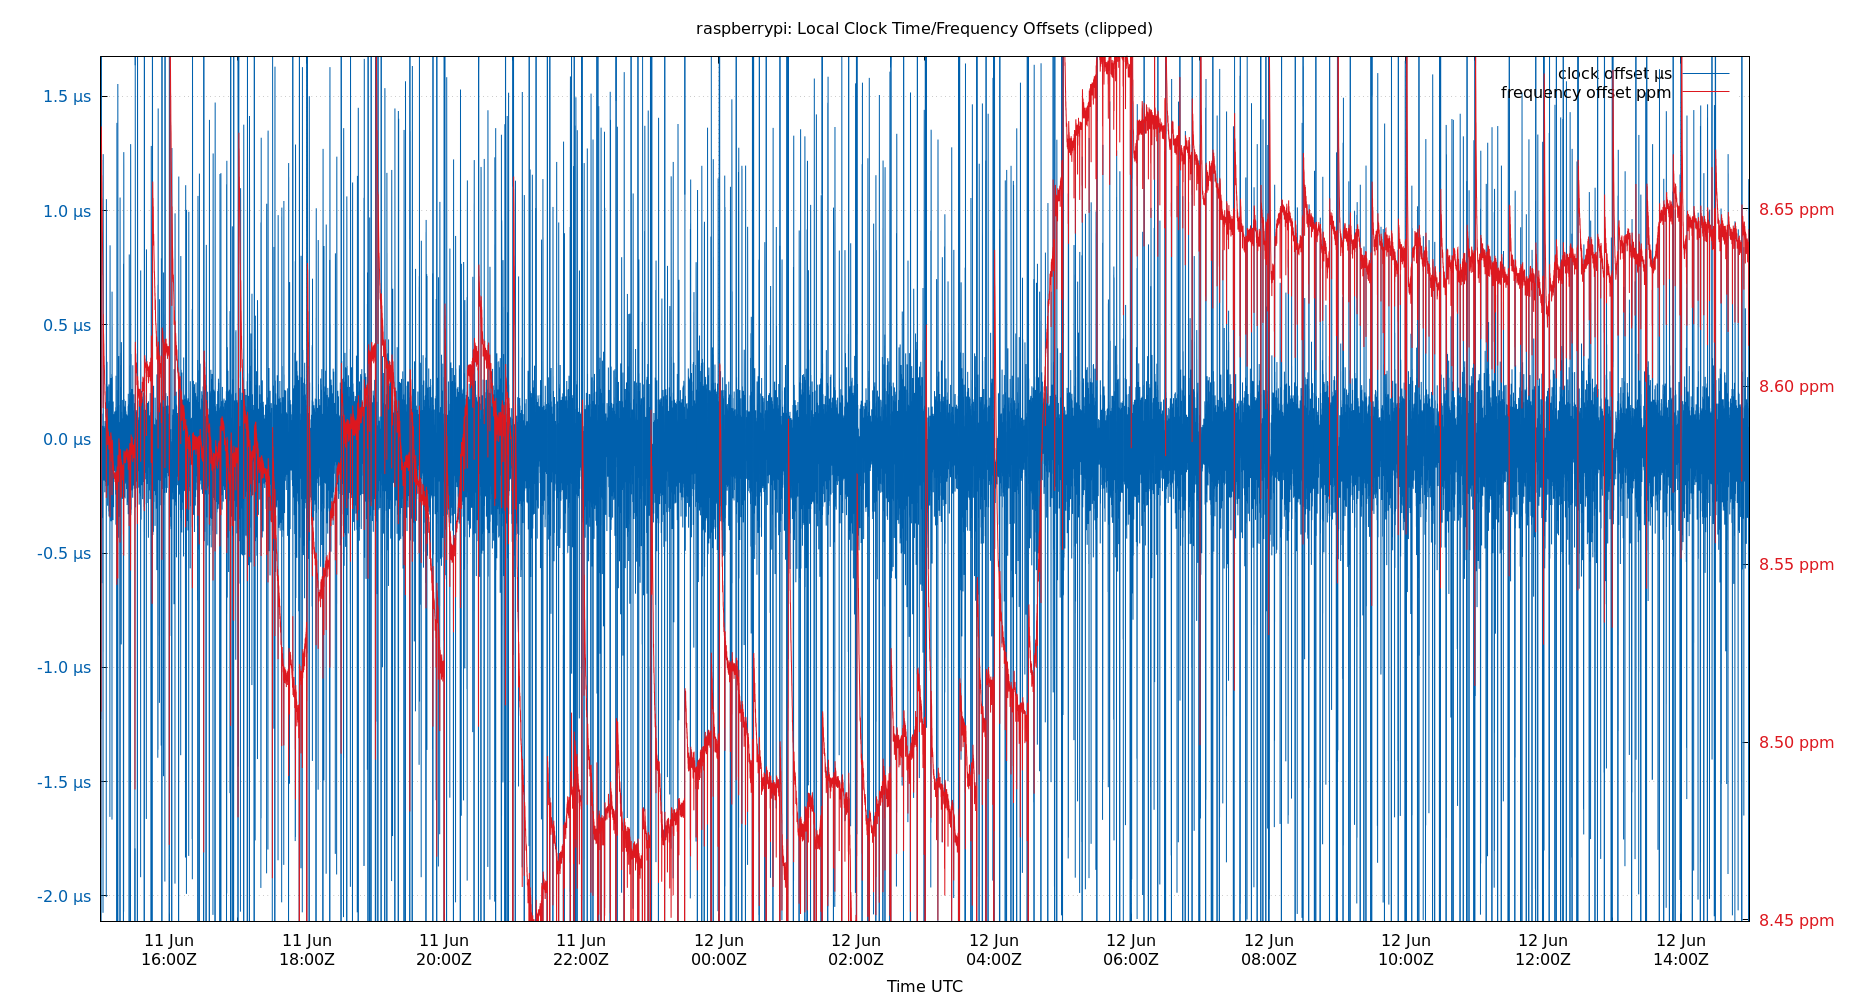 raspberrypi: Local Clock Time/Frequency Offsets (clipped)
clock offset µs
frequency offset ppm
1.5 µs
1.0 µs
0.5 µs
0.0 µs
-0.5 µs
-1.0 µs
-1.5 µs
-2.0 µs
8.65 ppm
8.60 ppm
8.55 ppm
8.50 ppm
8.45 ppm
11 Jun 11 Jun 11 Jun 11 Jun 12 Jun 12 Jun 12 Jun 12 Jun 12 Jun 12 Jun 12 Jun 12 Jun
16:00Z 18:00Z 20:00Z 22:00Z 00:00Z 02:00Z 04:00Z 06:00Z 08:00Z 10:00Z 12:00Z 14:00Z
Time UTC